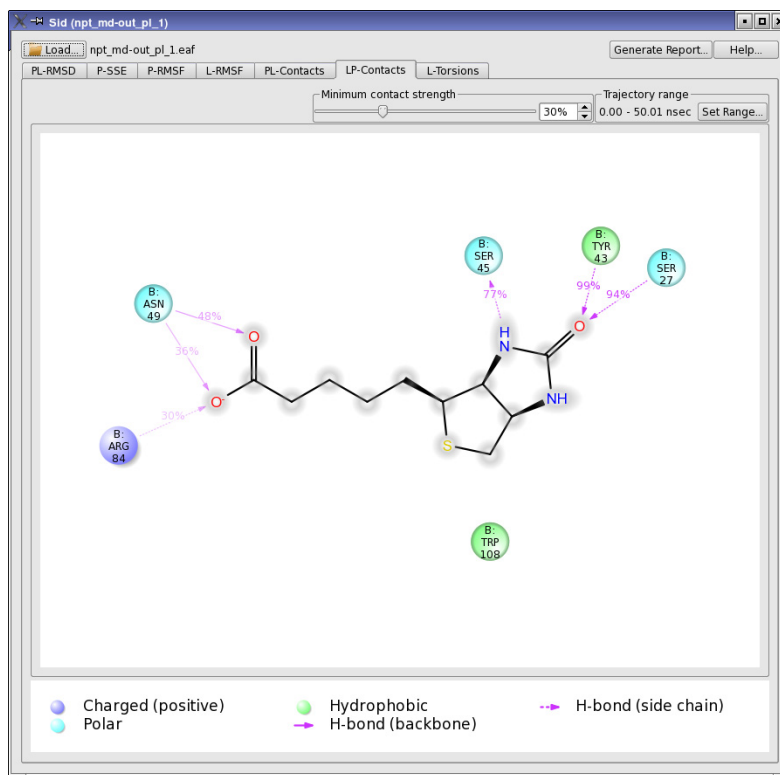 Sid (npt_md-out_pl_1)
Load... npt_md-out_pl_1.eaf Generate Report... Help...
PL-RMSD P-SSE P-RMSF L-RMSF PL-Contacts LP-Contacts L-Torsions
Minimum contact strength Trajectory range
30% 0.00 - 50.01 nsec Set Range...
B:
SER
45
B:
TYR
43
B:
SER
27
77%
99%
94%
B:
ASN
49
48%
36%
30%
B:
ARG
84
O
O-
H
N
O
NH
S
B:
TRP
108
Charged (positive) Hydrophobic H-bond (side chain)
Polar H-bond (backbone)